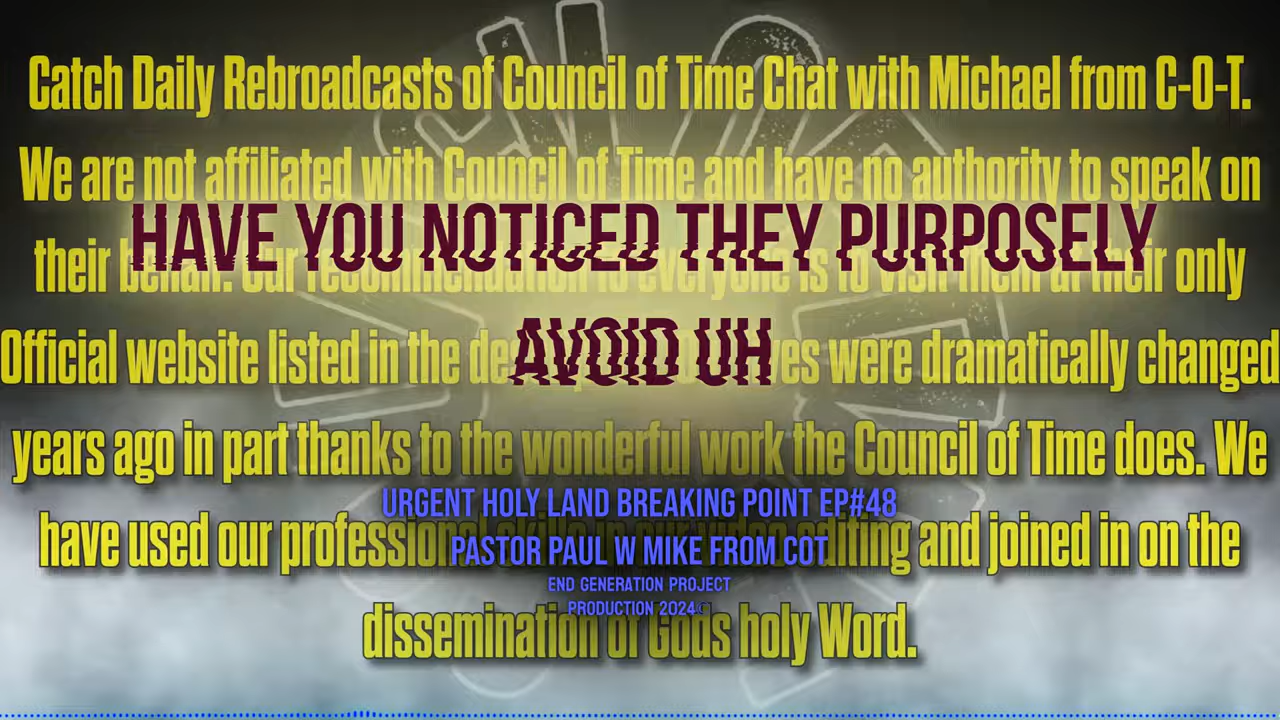 Catch Daily Rebroadcasts of Council of Time Chat with Michael from C-O-T.
We are not affiliated with Council of Time and have no authority to speak on
HAVE YOU NOTICED THEY PURPOSELY
their behalf. Our recommendation is everyone is to visit them at their only
AVOID UH
Official website listed in the were dramatically changed
years ago in part thanks to the wonderful work the Council of Time does. We
URGENT HOLY LAND BREAKING POINT EP#48
have used our professional skills in our video editing and joined in on the
PASTOR PAUL W MIKE FROM COT
END GENERATION PROJECT
PRODUCTION 2024©
dissemination of Gods holy Word.